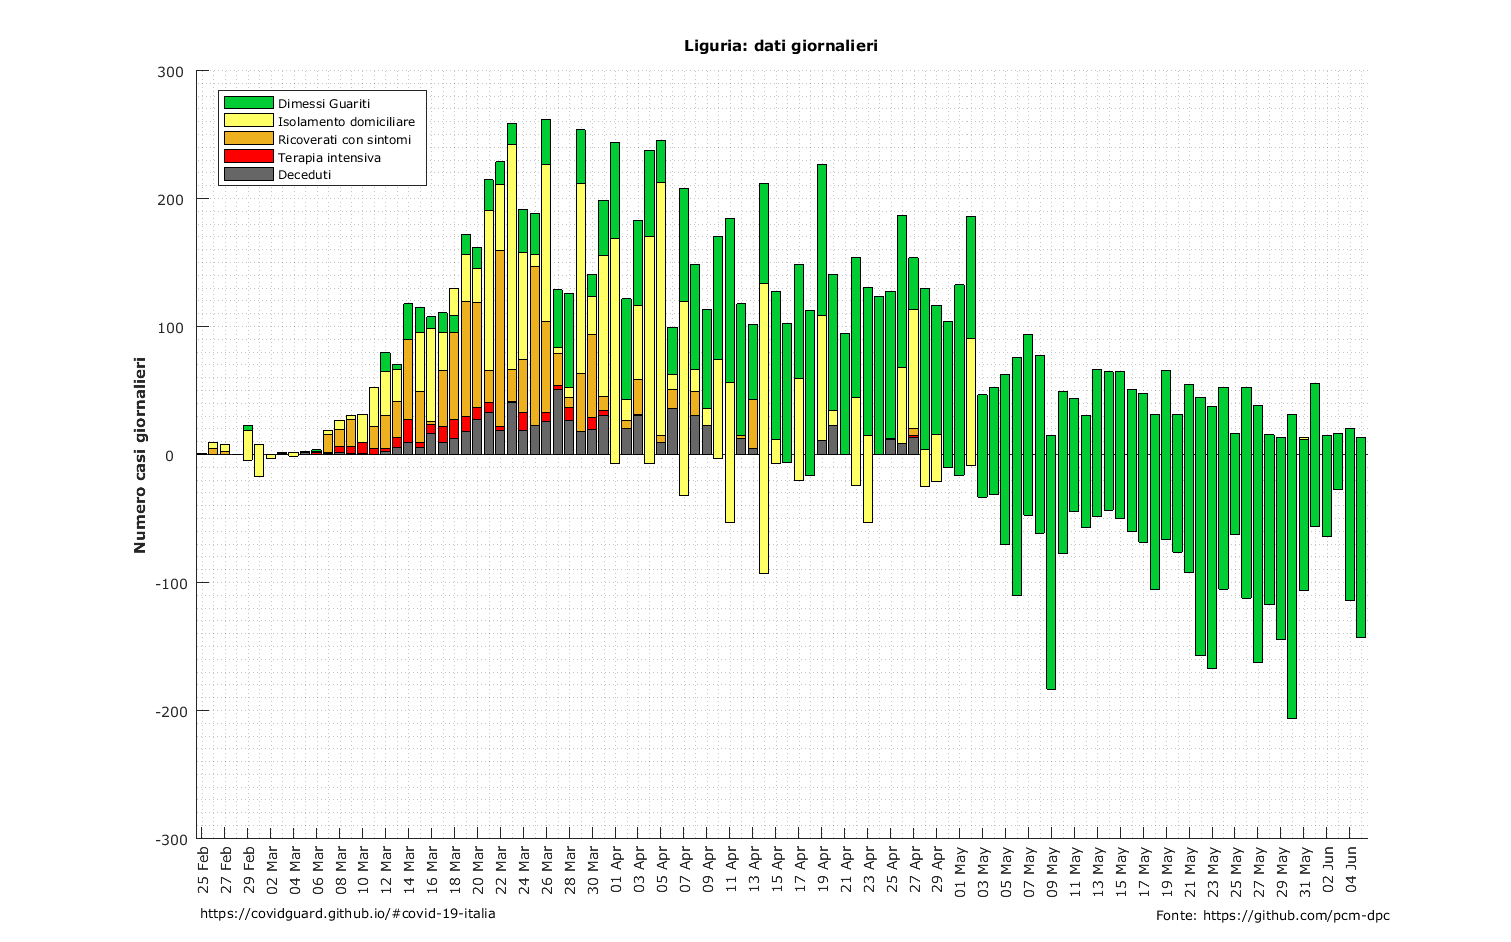 Liguria: dati giornalieri
300
200
100
0
-100
-200
-300
Numero casi giornalieri
Dimessi Guariti
Isolamento domiciliare
Ricoverati con sintomi
Terapia intensiva
Deceduti
25 Feb
27 Feb
29 Feb
02 Mar
04 Mar
06 Mar
08 Mar
10 Mar
12 Mar
14 Mar
16 Mar
18 Mar
20 Mar
22 Mar
24 Mar
26 Mar
28 Mar
30 Mar
01 Apr
03 Apr
05 Apr
07 Apr
09 Apr
11 Apr
13 Apr
15 Apr
17 Apr
19 Apr
21 Apr
23 Apr
25 Apr
27 Apr
29 Apr
01 May
03 May
05 May
07 May
09 May
11 May
13 May
15 May
17 May
19 May
21 May
23 May
25 May
27 May
29 May
31 May
02 Jun
04 Jun
https://covidguard.github.io/#covid-19-italia
Fonte: https://github.com/pcm-dpc